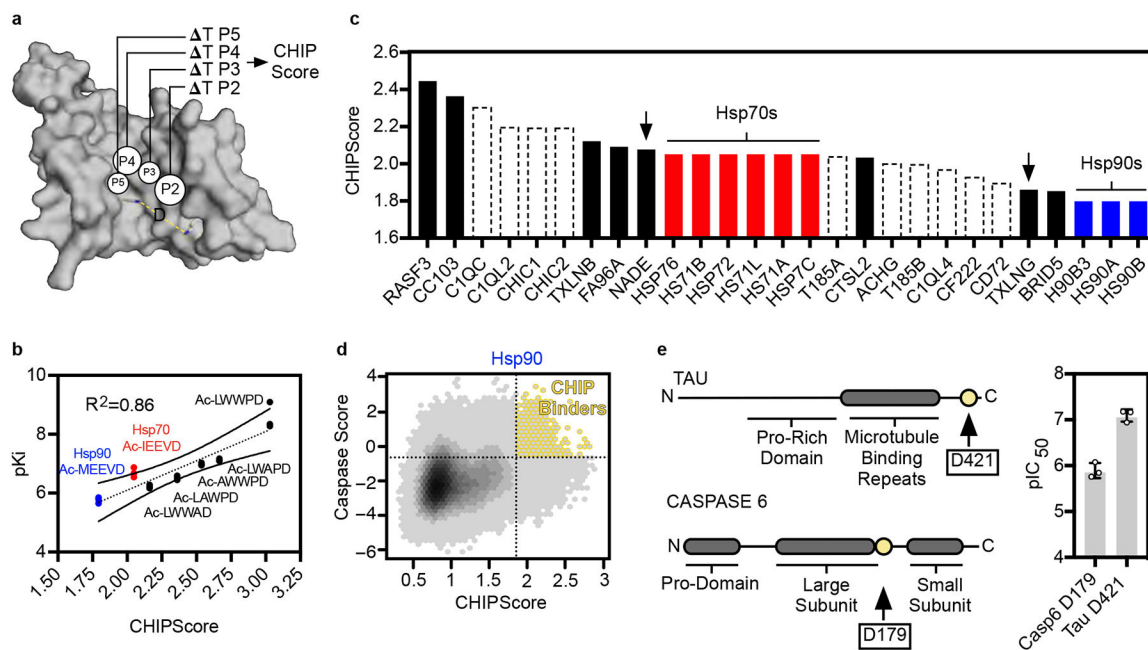 a
ΔT P5
ΔT P4
ΔT P3
ΔT P2
CHIP
Score
P4
P5
P3
P2
D
b
R²=0.86
Ac-LWWPD
Hsp70
Ac-IEEVD
Hsp90
Ac-MEEVD
Ac-LWAPD
Ac-AWWPD
Ac-LAWPD
Ac-LWWAD
pKi
10
8
6
4
1.50
1.75
2.00
2.25
2.50
2.75
3.00
3.25
CHIPScore
c
CHIPScore
2.6
2.4
2.2
2.0
1.8
1.6
Hsp70s
Hsp90s
RASF3
CC103
C1QC
C1QL2
CHIC1
CHIC2
TXLNB
FA96A
NADE
HSP76
HS71B
HSP72
HS71L
HS71A
HSP7C
T185A
CTSL2
ACHG
T185B
C1QL4
CF222
CD72
TXLNG
BRID5
H90B3
HS90A
HS90B
d
Hsp90
CHIP
Binders
Caspase Score
4
2
0
−2
−4
−6
0.5
1
1.5
2
2.5
3
CHIPScore
e
TAU
N
C
Pro-Rich
Domain
Microtubule
Binding
Repeats
D421
CASPASE 6
N
C
Pro-Domain
Large
Subunit
Small
Subunit
D179
pIC50
8
7
6
5
4
Casp6 D179
Tau D421